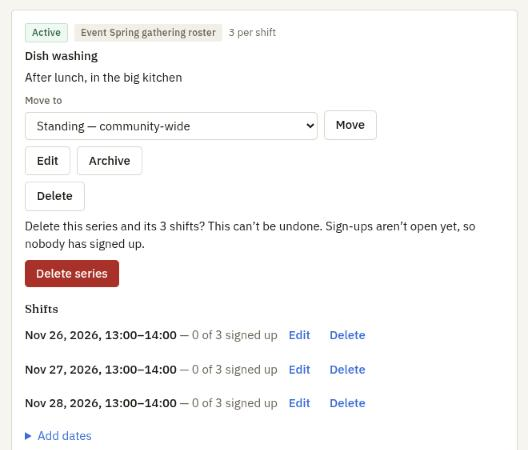 Active Event Spring gathering roster 3 per shift
Dish washing
After lunch, in the big kitchen
Move to
Standing — community-wide Move
Edit Archive
Delete
Delete this series and its 3 shifts? This can’t be undone. Sign-ups aren’t open yet, so
nobody has signed up.
Delete series
Shifts
Nov 26, 2026, 13:00–14:00 — 0 of 3 signed up Edit Delete
Nov 27, 2026, 13:00–14:00 — 0 of 3 signed up Edit Delete
Nov 28, 2026, 13:00–14:00 — 0 of 3 signed up Edit Delete
Add dates